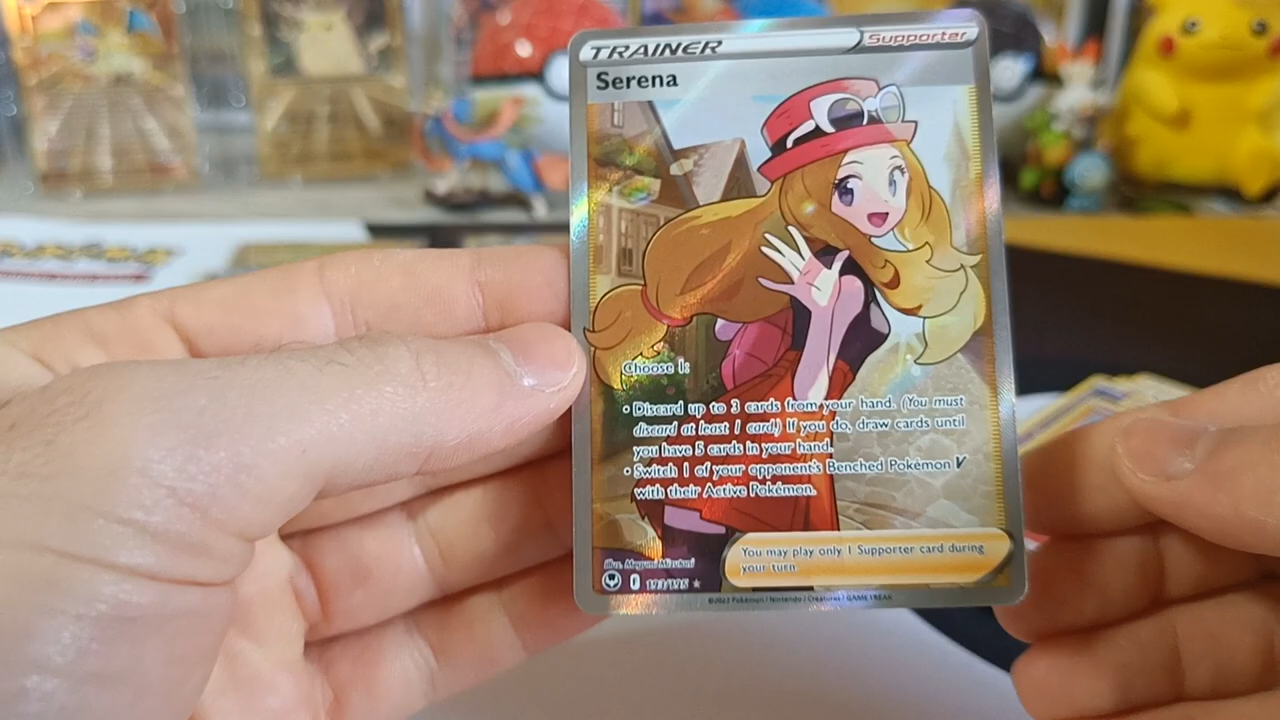 TRAINER
Supporter
Serena
Choose 1:
• Discard up to 3 cards from your hand. (You must
discard at least 1 card.) If you do, draw cards until
you have 5 cards in your hand.
• Switch 1 of your opponent's Benched Pokémon V
with their Active Pokémon.
You may play only 1 Supporter card during
your turn.
illus. Megumi Mizutani
193/195
©2022 Pokémon / Nintendo / Creatures / GAME FREAK